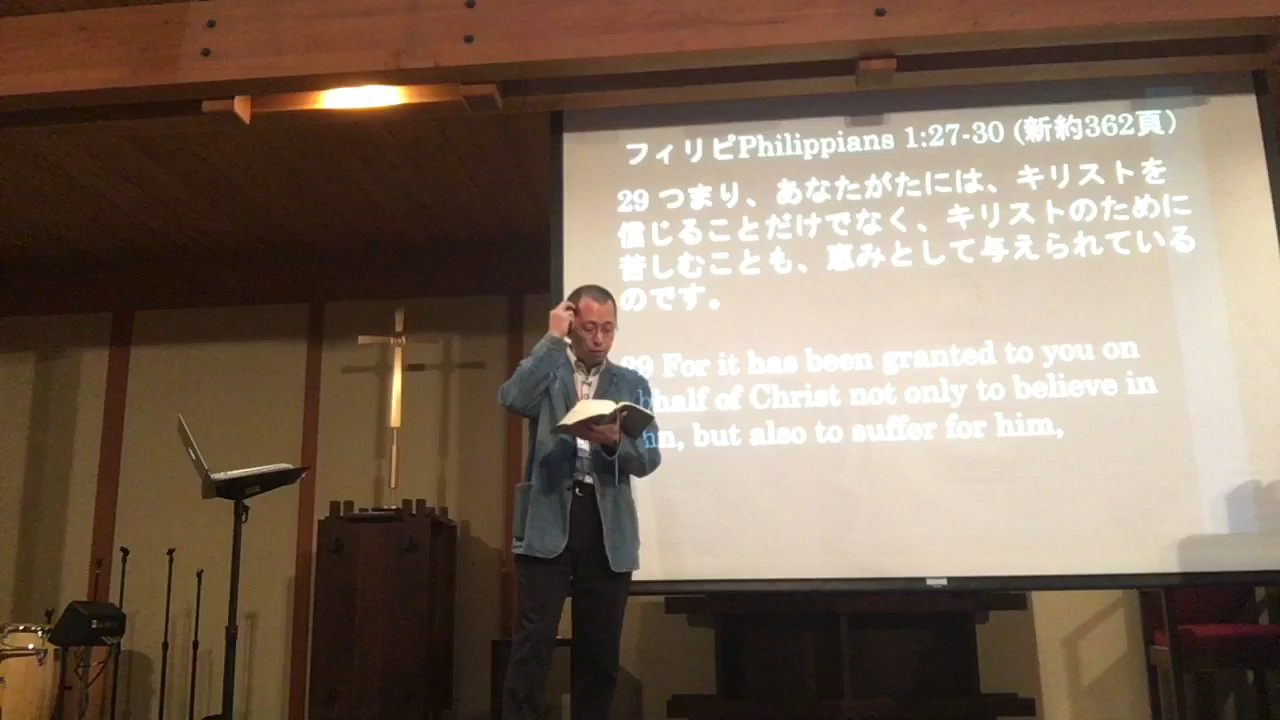 フィリピPhilippians 1:27-30 (新約362頁)
29 つまり、あなたがたには、キリストを
信じることだけでなく、キリストのために
苦しむことも、恵みとして与えられている
のです。
For it has been granted to you on
of Christ not only to believe in
but also to suffer for him,